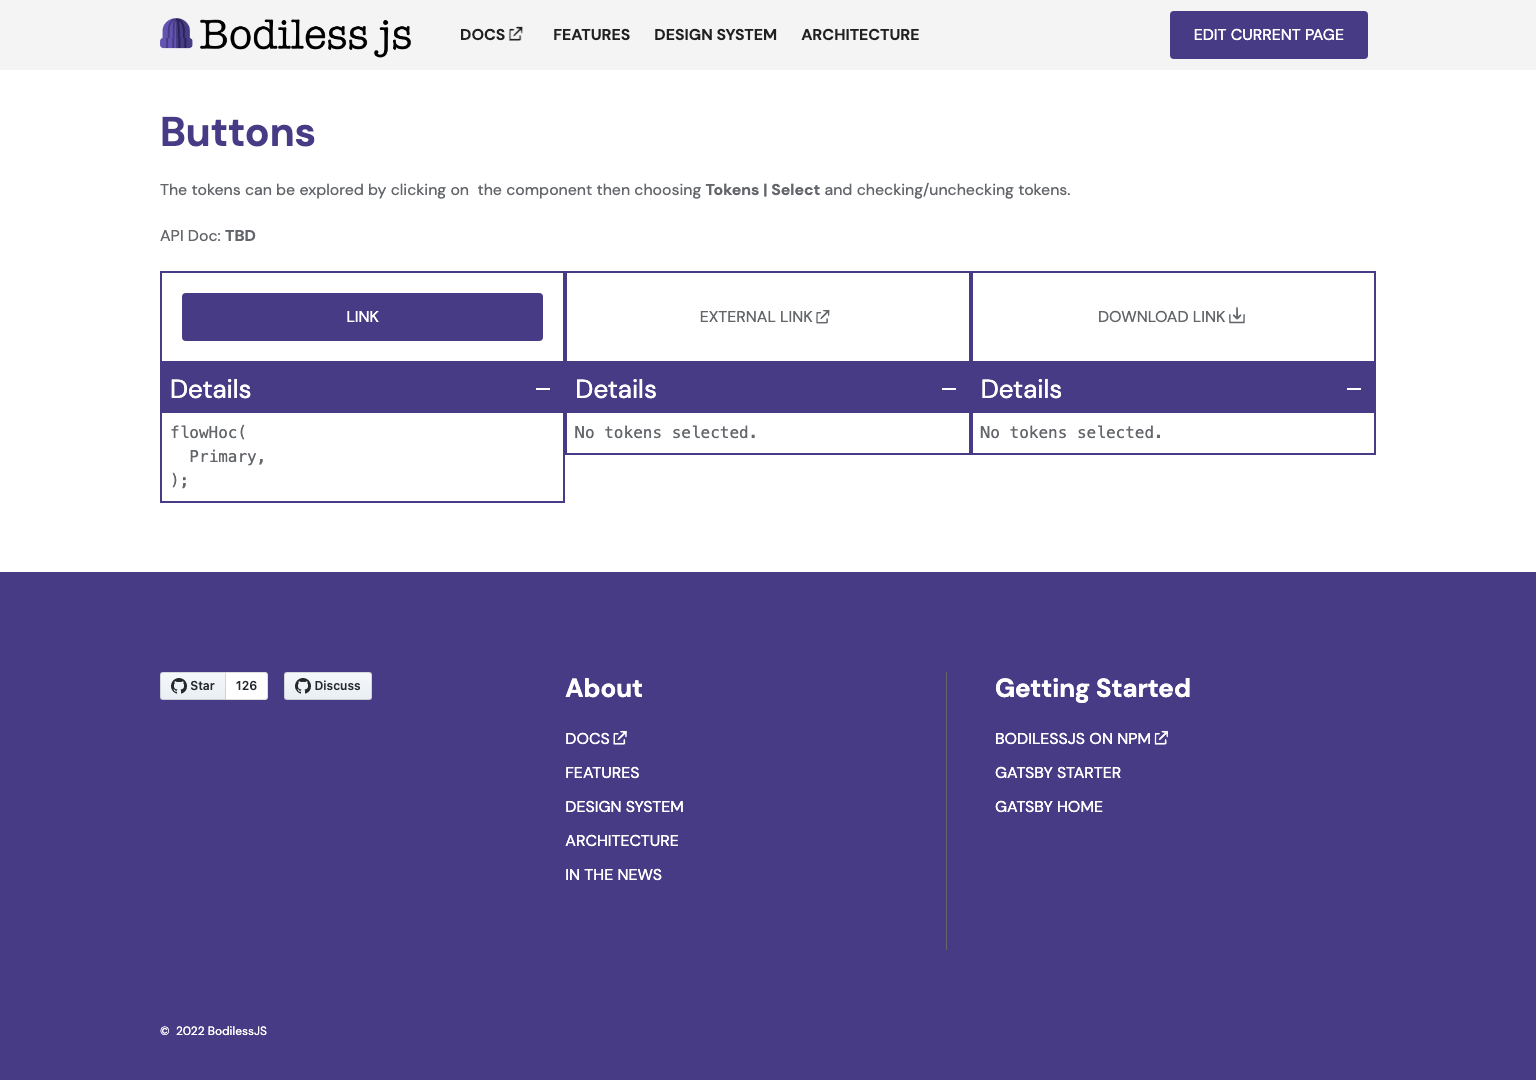 Bodiless js
DOCS
FEATURES
DESIGN SYSTEM
ARCHITECTURE
EDIT CURRENT PAGE
Buttons
The tokens can be explored by clicking on  the component then choosing Tokens | Select and checking/unchecking tokens.
API Doc: TBD
LINK
EXTERNAL LINK
DOWNLOAD LINK
Details
Details
Details
flowHoc(
  Primary,
);
No tokens selected.
No tokens selected.
Star
126
Discuss
About
DOCS
FEATURES
DESIGN SYSTEM
ARCHITECTURE
IN THE NEWS
Getting Started
BODILESSJS ON NPM
GATSBY STARTER
GATSBY HOME
©  2022 BodilessJS